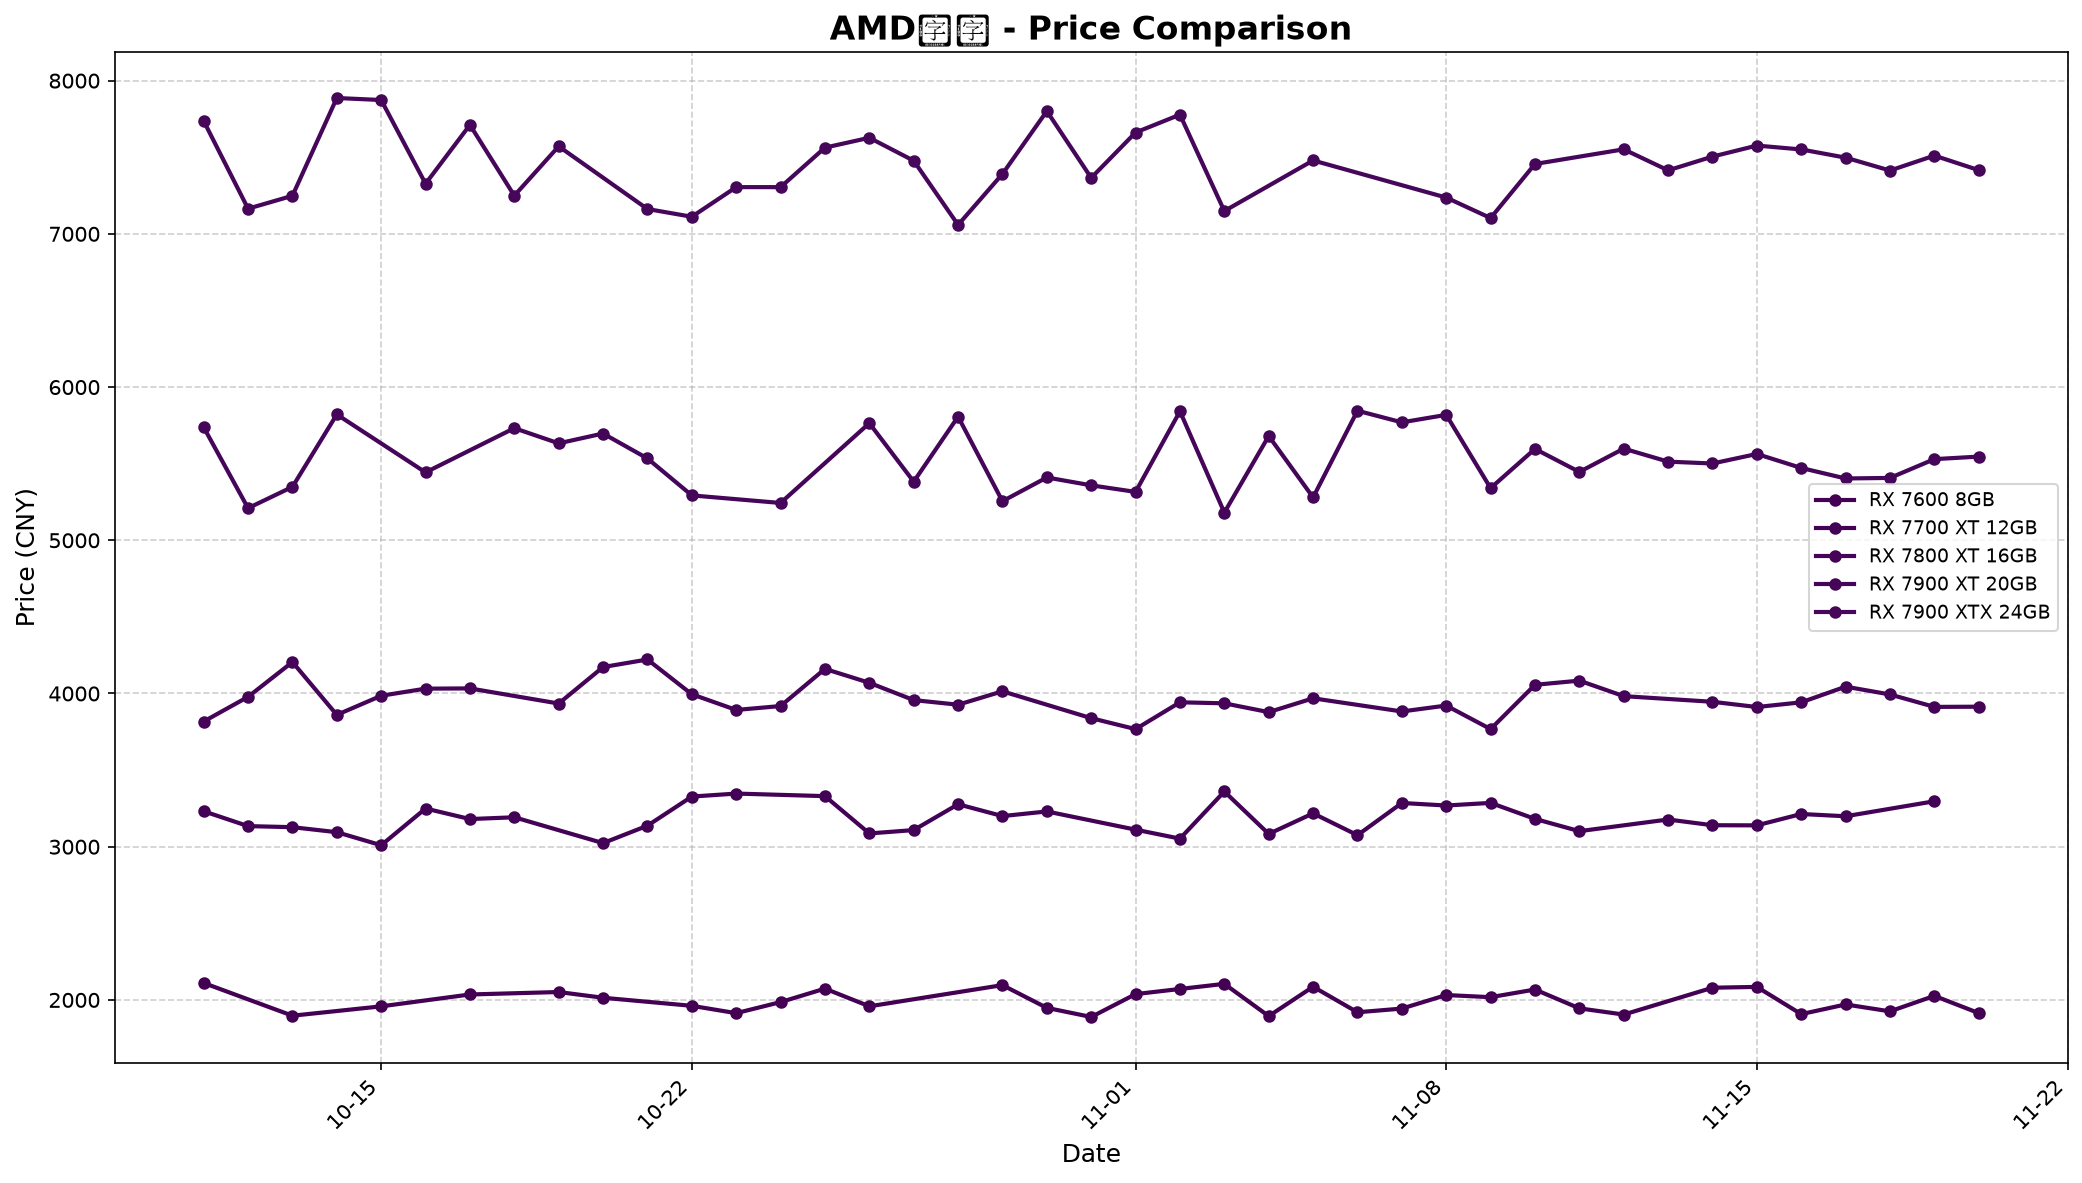 AMD - Price Comparison
8000
7000
6000
5000
4000
3000
2000
Price (CNY)
RX 7600 8GB
RX 7700 XT 12GB
RX 7800 XT 16GB
RX 7900 XT 20GB
RX 7900 XTX 24GB
10-15
10-22
11-01
11-08
11-15
11-22
Date